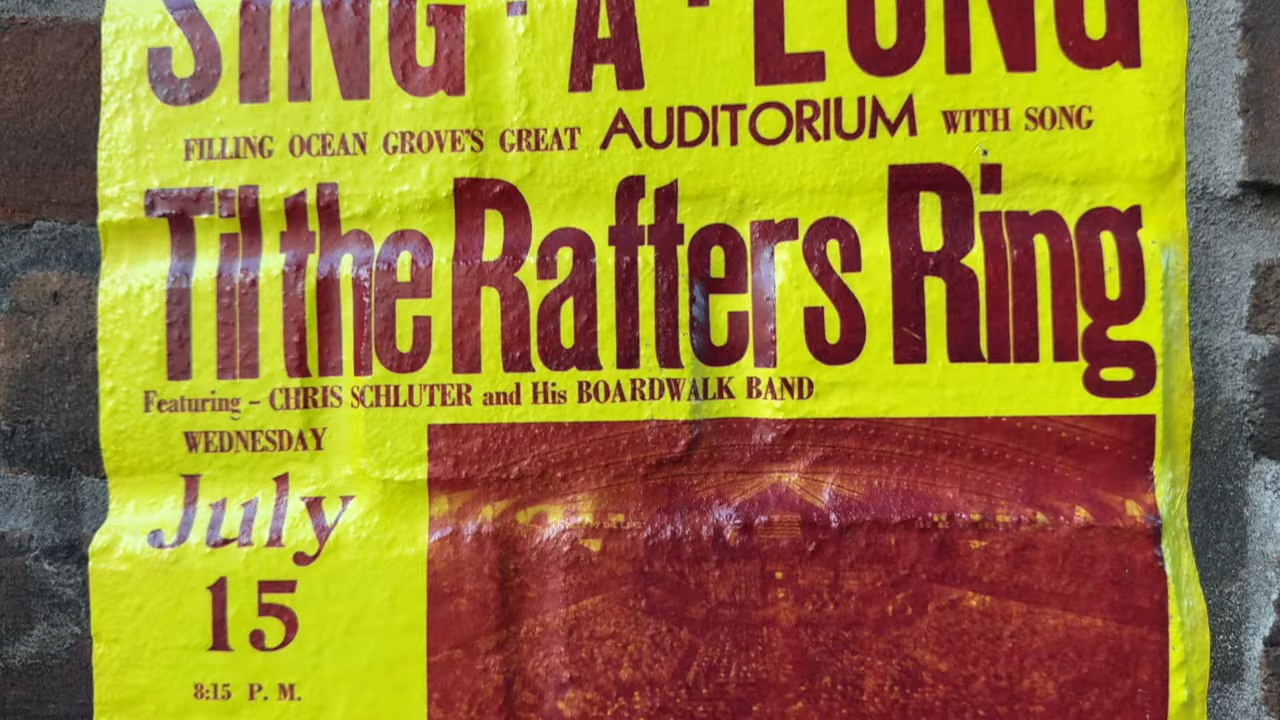 SING-A-LONG
FILLING OCEAN GROVE'S GREAT AUDITORIUM WITH SONG
Til the Rafters Ring
Featuring – CHRIS SCHLUTER and His BOARDWALK BAND
WEDNESDAY
July
15
8:15 P. M.